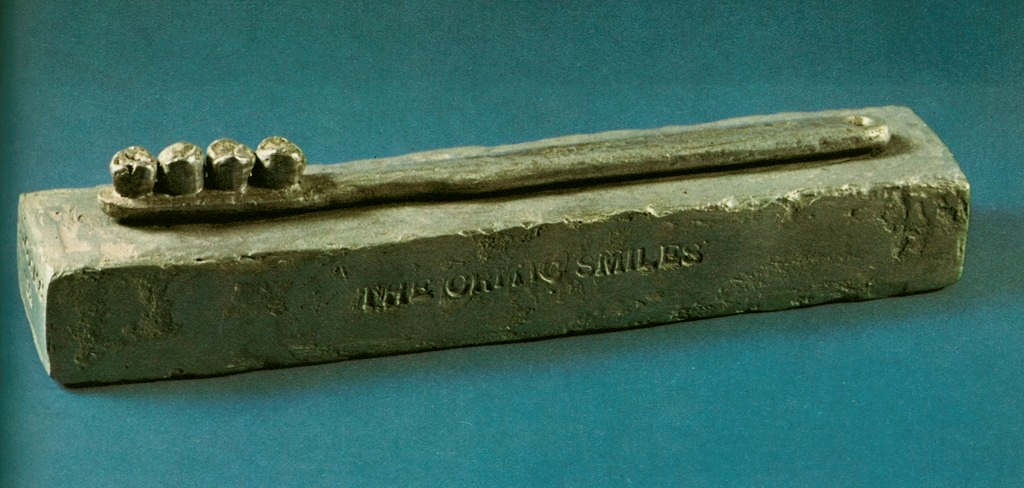 THE CRITIC SMILES